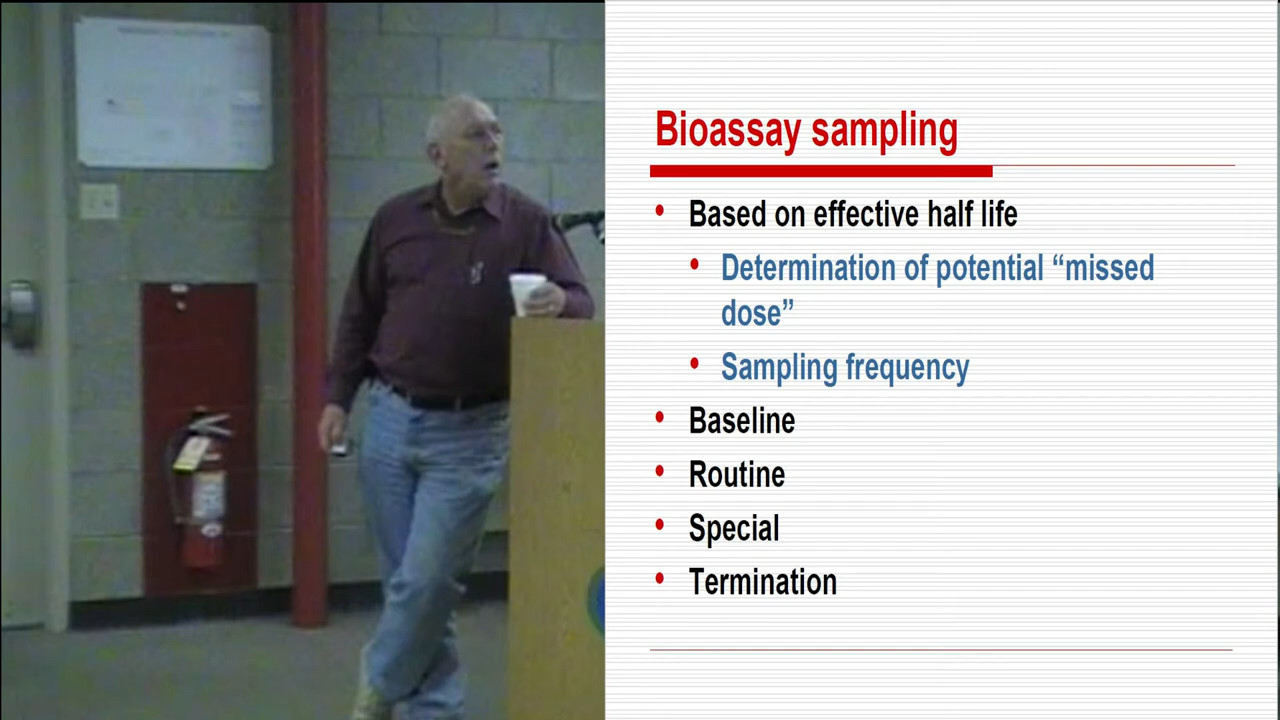 Bioassay sampling
• Based on effective half life
• Determination of potential “missed
dose”
• Sampling frequency
• Baseline
• Routine
• Special
• Termination